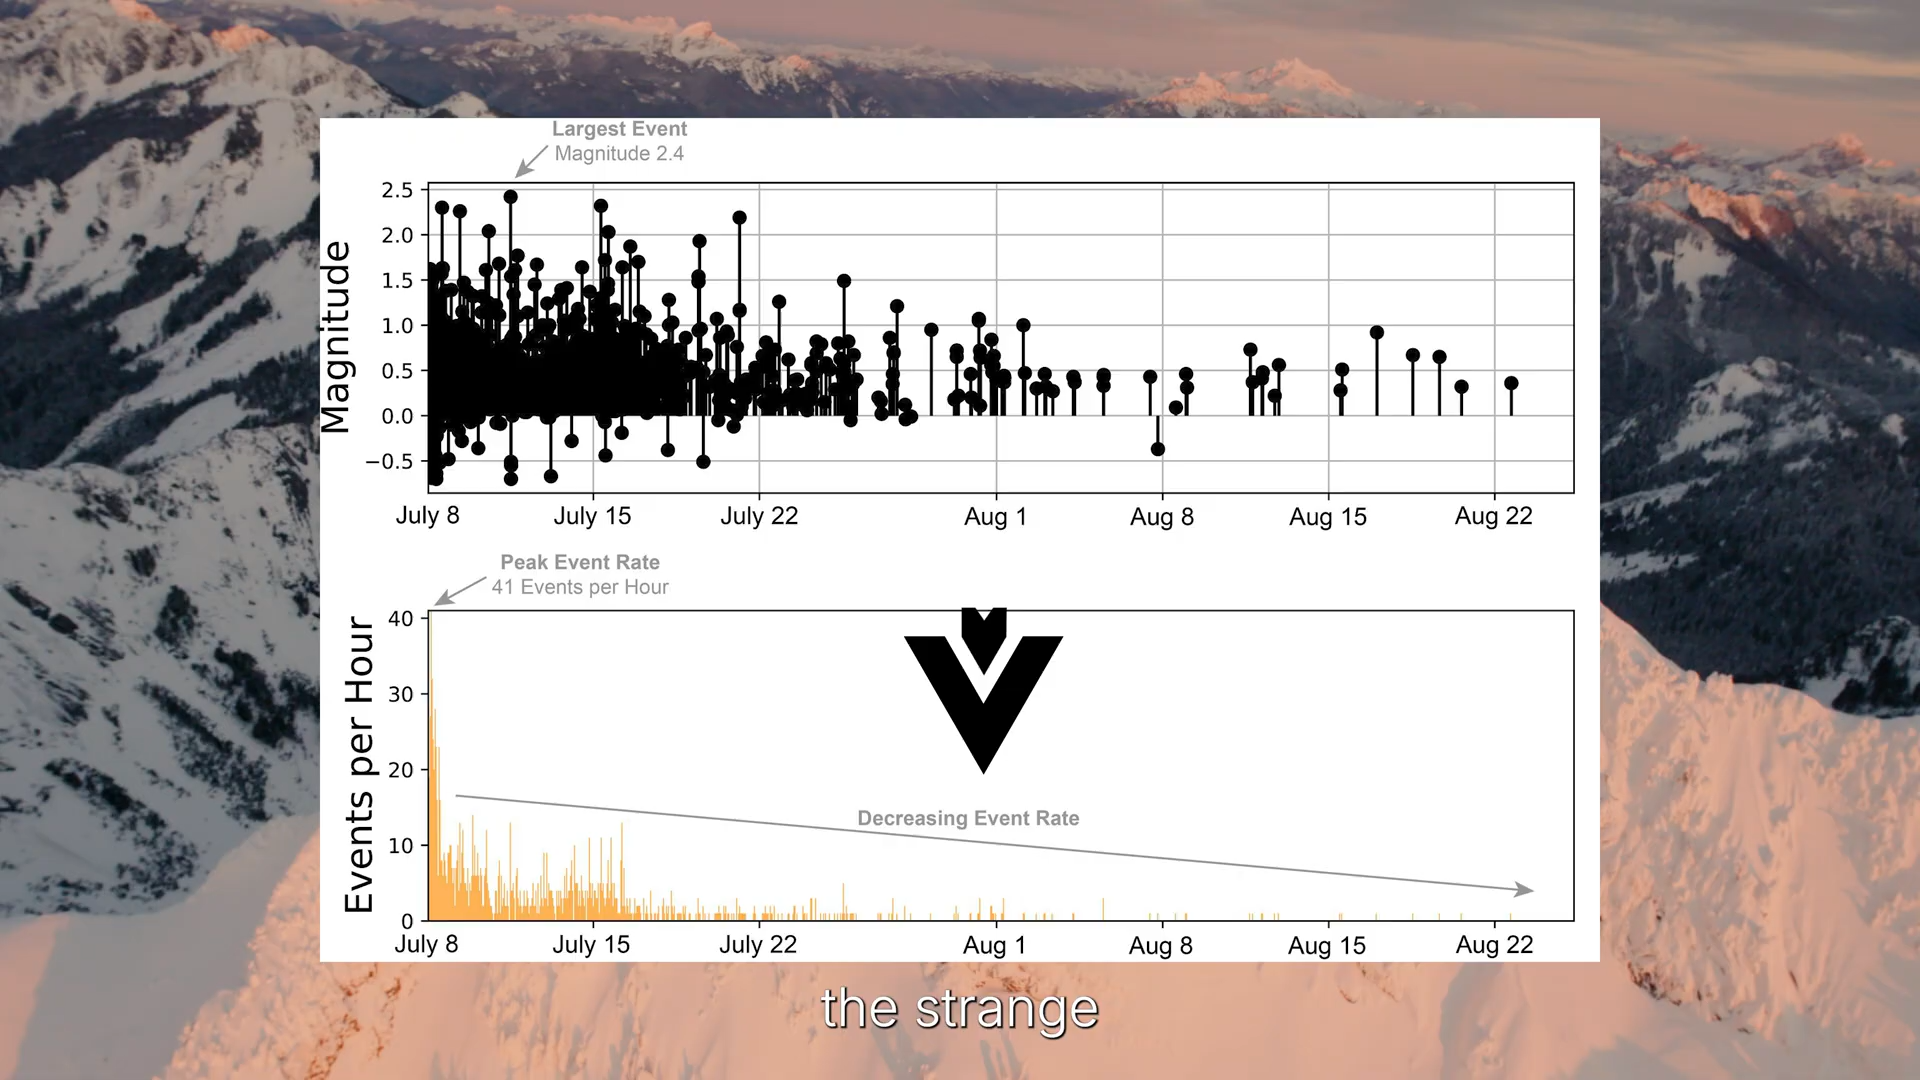 Largest Event
Magnitude 2.4
Magnitude
2.5
2.0
1.5
1.0
0.5
0.0
−0.5
July 8 July 15 July 22 Aug 1 Aug 8 Aug 15 Aug 22
Peak Event Rate
41 Events per Hour
Events per Hour
40
30
20
10
0
Decreasing Event Rate
July 8 July 15 July 22 Aug 1 Aug 8 Aug 15 Aug 22
the strange